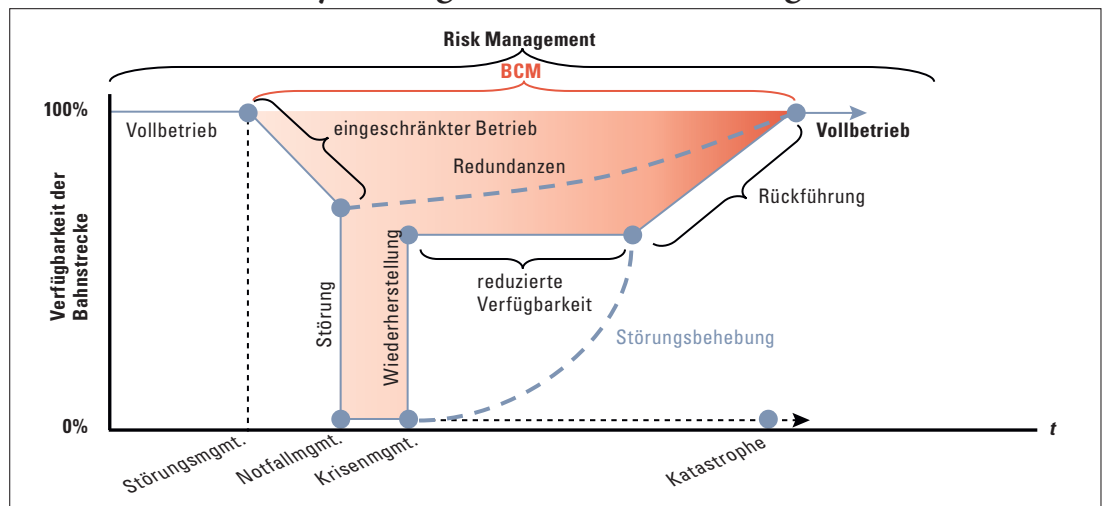 Risk Management
BCM
100%
Vollbetrieb
eingeschränkter Betrieb
Vollbetrieb
Redundanzen
Rückführung
Verfügbarkeit der
Bahnstrecke
Störung
Wiederherstellung
reduzierte
Verfügbarkeit
Störungsbehebung
0%
t
Störungsmgmt.
Notfallmgmt.
Krisenmgmt.
Katastrophe